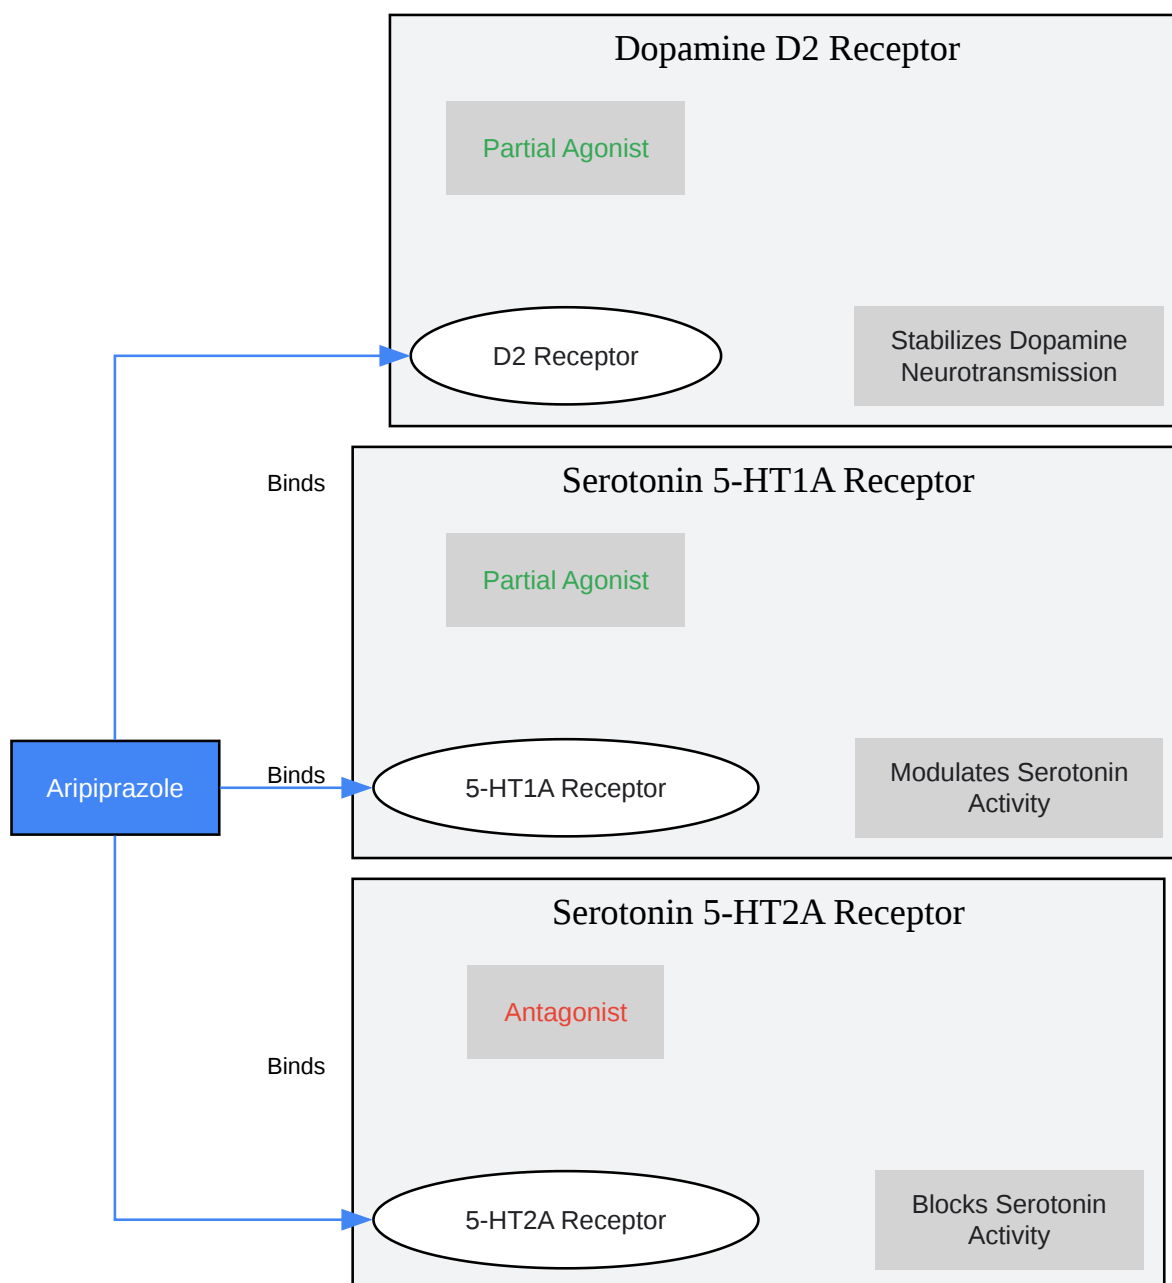 Dopamine D2 Receptor
Partial Agonist
D2 Receptor
Stabilizes Dopamine
Neurotransmission
Binds
Serotonin 5-HT1A Receptor
Partial Agonist
Aripiprazole
Binds
5-HT1A Receptor
Modulates Serotonin
Activity
Serotonin 5-HT2A Receptor
Antagonist
Binds
5-HT2A Receptor
Blocks Serotonin
Activity